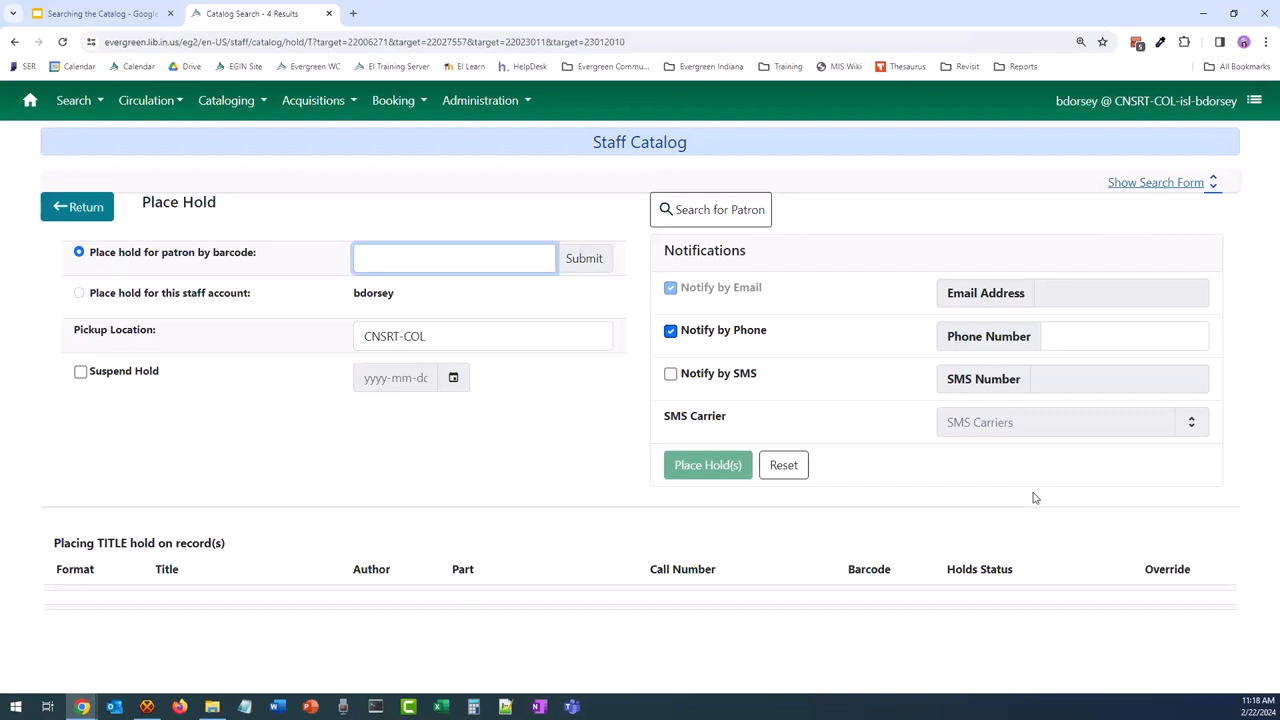 Searching the Catalog - Google
Catalog Search - 4 Results
evergreen.lib.in.us/eg2/en-US/staff/catalog/hold/T?target=22006271&target=22027557&target=22023011&target=23012010
SER Calendar Calendar Drive EGIN Site Evergreen WC EI Training Server EI Learn HelpDesk Evergreen Commu... Evergreen Indiana Training MIS Wiki Thesaurus Revisit Reports All Bookmarks
Search Circulation Cataloging Acquisitions Booking Administration bdorsey @ CNSRT-COL-isl-bdorsey
Staff Catalog
Show Search Form
Return
Place Hold
Search for Patron
Place hold for patron by barcode:
Submit
Place hold for this staff account:
bdorsey
Pickup Location:
CNSRT-COL
Suspend Hold
yyyy-mm-dc
Notifications
Notify by Email
Email Address
Notify by Phone
Phone Number
Notify by SMS
SMS Number
SMS Carrier
SMS Carriers
Place Hold(s)
Reset
Placing TITLE hold on record(s)
Format Title Author Part Call Number Barcode Holds Status Override
11:18 AM
2/22/2024